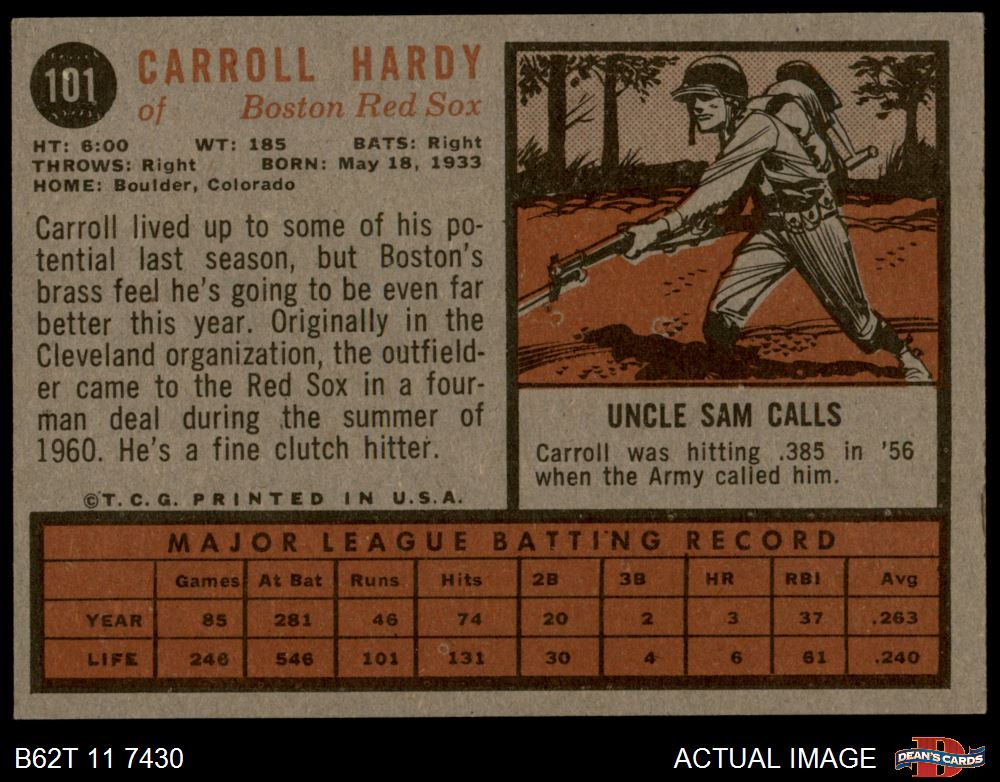 101
CARROLL HARDY
of Boston Red Sox
HT: 6:00 WT: 185 BATS: Right
THROWS: Right BORN: May 18, 1933
HOME: Boulder, Colorado
Carroll lived up to some of his po-
tential last season, but Boston's
brass feel he's going to be even far
better this year. Originally in the
Cleveland organization, the outfield-
er came to the Red Sox in a four-
man deal during the summer of
1960. He's a fine clutch hitter.
©T.C.G. PRINTED IN U.S.A.
UNCLE SAM CALLS
Carroll was hitting .385 in '56
when the Army called him.
MAJOR LEAGUE BATTING RECORD
Games At Bat Runs Hits 2B 3B HR RBI Avg
YEAR 85 281 46 74 20 2 3 37 .263
LIFE 246 546 101 131 30 4 6 61 .240
B62T 11 7430
ACTUAL IMAGE
D
DEAN'S CARDS